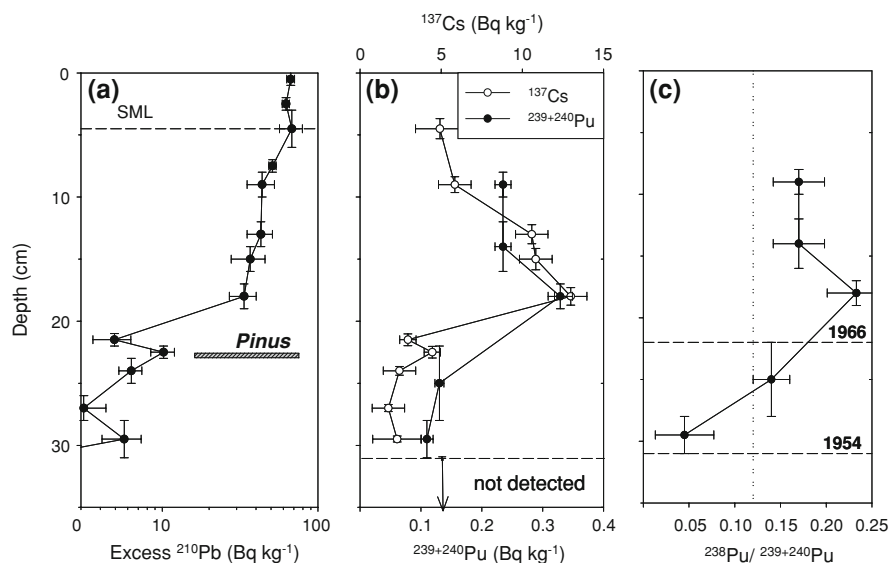 ¹³⁷Cs (Bq kg⁻¹)
0 5 10 15
(a) (b) (c)
¹³⁷Cs
²³⁹⁺²⁴⁰Pu
SML
Pinus
1966
1954
not detected
Depth (cm)
0
10
20
30
0 10 100
Excess ²¹⁰Pb (Bq kg⁻¹)
0.1 0.2 0.3 0.4
²³⁹⁺²⁴⁰Pu (Bq kg⁻¹)
0.05 0.10 0.15 0.20 0.25
²³⁸Pu/ ²³⁹⁺²⁴⁰Pu